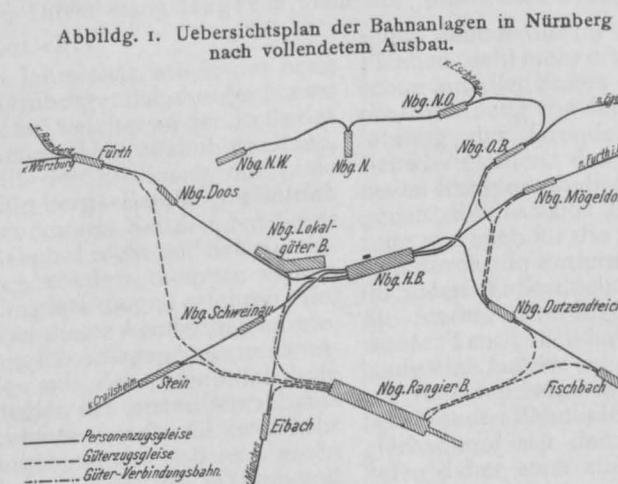 Abbildg. 1. Uebersichtsplan der Bahnanlagen in Nürnberg
nach vollendetem Ausbau.
Nbg. N.O.
Nbg. N.W.
Nbg. N.
Nbg. O.B.
v. Würzburg
Fürth
Nbg. Doos
Nbg. Mögeldo
Nbg. Lokal-
güter B.
Nbg. H.B.
Nbg. Schweinau
Nbg. Dutzendteich
v. Crailsheim
Stein
Nbg. Rangier B.
Fischbach
Eibach
Personenzugsgleise
Güterzugsgleise
Güter-Verbindungsbahn.